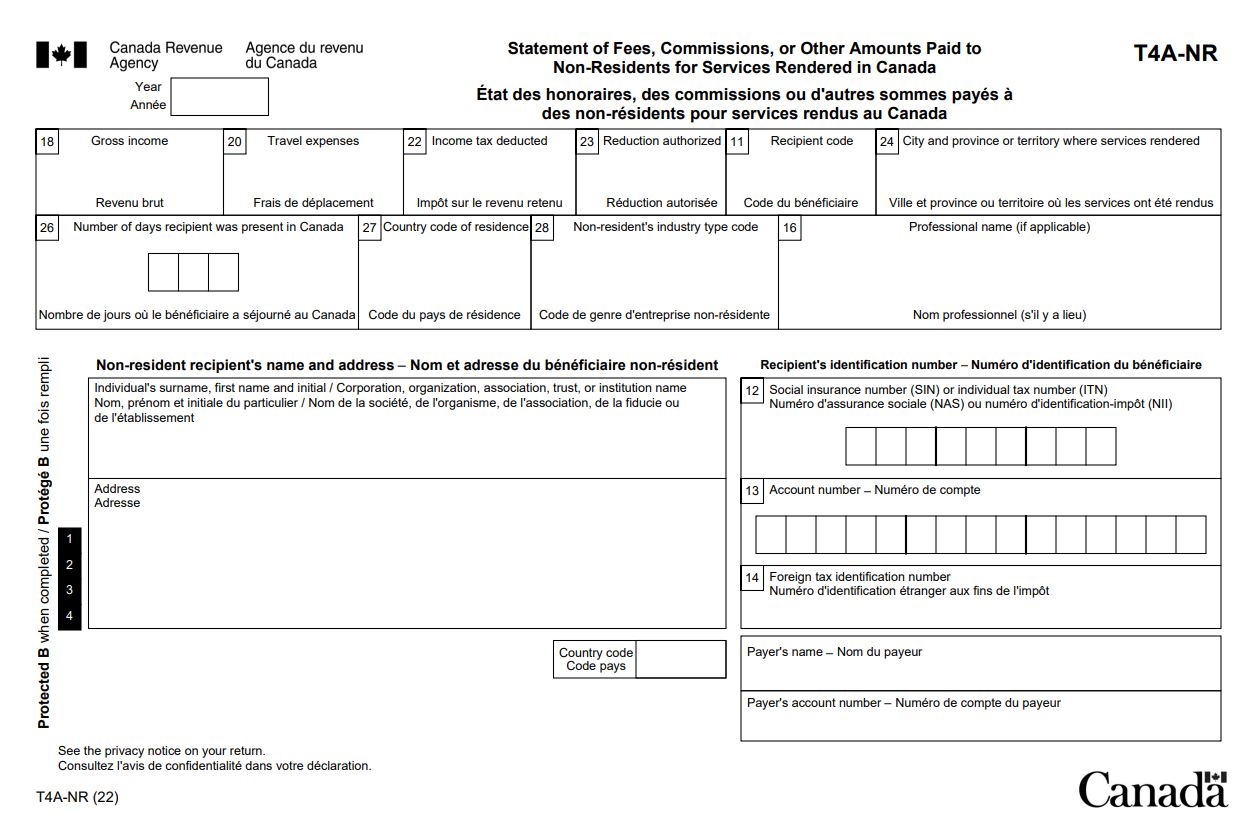 Canada Revenue Agency
Agence du revenu du Canada
Statement of Fees, Commissions, or Other Amounts Paid to
Non-Residents for Services Rendered in Canada
État des honoraires, des commissions ou d'autres sommes payés à
des non-résidents pour services rendus au Canada
T4A-NR
Year
Année
18 Gross income
Revenu brut
20 Travel expenses
Frais de déplacement
22 Income tax deducted
Impôt sur le revenu retenu
23 Reduction authorized
Réduction autorisée
11 Recipient code
Code du bénéficiaire
24 City and province or territory where services rendered
Ville et province ou territoire où les services ont été rendus
26 Number of days recipient was present in Canada
Nombre de jours où le bénéficiaire a séjourné au Canada
27 Country code of residence
Code du pays de résidence
28 Non-resident's industry type code
Code de genre d'entreprise non-résidente
16 Professional name (if applicable)
Nom professionnel (s'il y a lieu)
Protected B when completed / Protégé B une fois rempli
1
2
3
4
Non-resident recipient's name and address – Nom et adresse du bénéficiaire non-résident
Individual's surname, first name and initial / Corporation, organization, association, trust, or institution name
Nom, prénom et initiale du particulier / Nom de la société, de l'organisme, de l'association, de la fiducie ou
de l'établissement
Address
Adresse
Country code
Code pays
Recipient's identification number – Numéro d'identification du bénéficiaire
12 Social insurance number (SIN) or individual tax number (ITN)
Numéro d'assurance sociale (NAS) ou numéro d'identification-impôt (NII)
13 Account number – Numéro de compte
14 Foreign tax identification number
Numéro d'identification étranger aux fins de l'impôt
Payer's name – Nom du payeur
Payer's account number – Numéro de compte du payeur
See the privacy notice on your return.
Consultez l'avis de confidentialité dans votre déclaration.
T4A-NR (22)
Canada